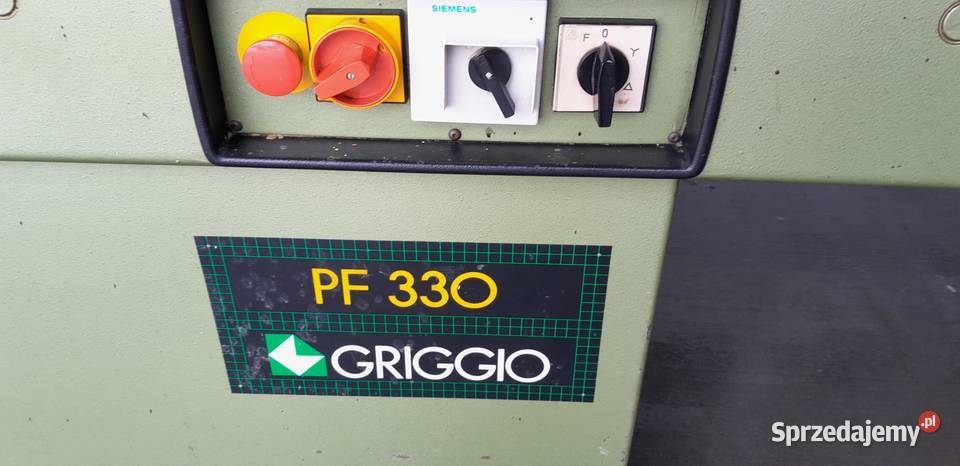 SIEMENS
F 0 Y Δ
PF 330
GRIGGIO
Sprzedajemy.pl